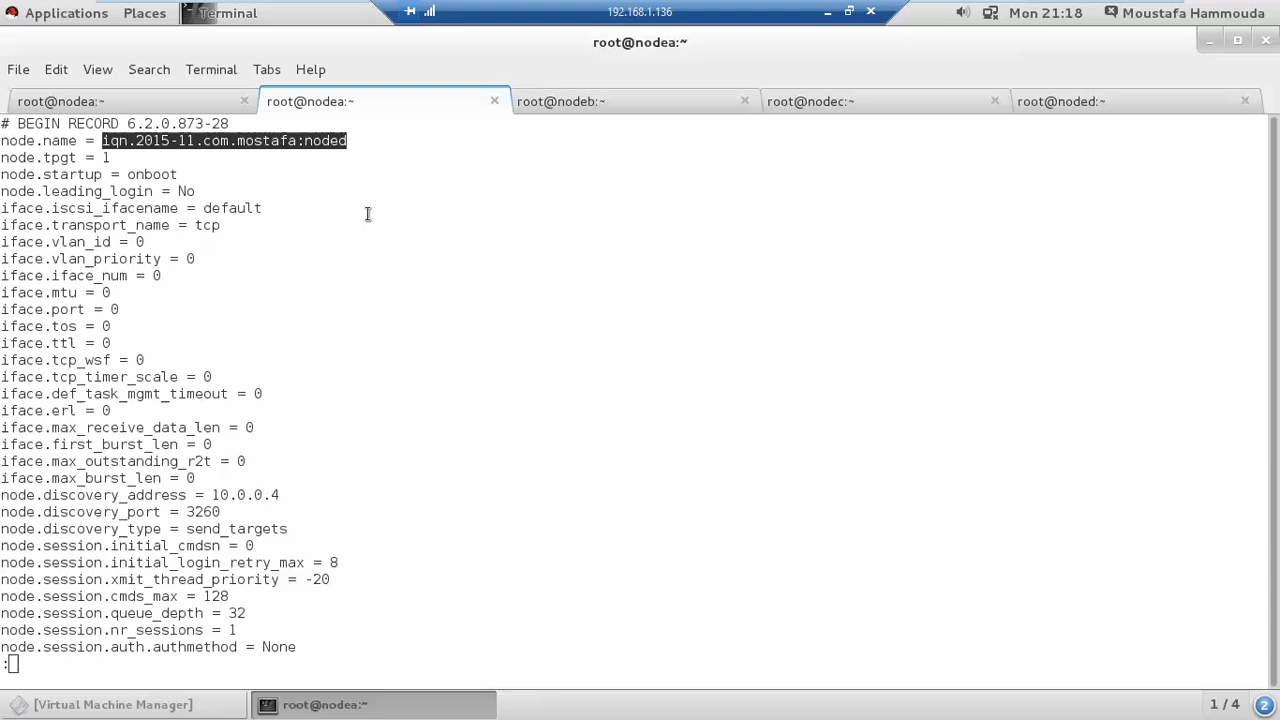 Applications Places Terminal 192.168.1.136 Mon 21:18 Moustafa Hammouda
root@nodea:~
File Edit View Search Terminal Tabs Help
root@nodea:~ root@nodea:~ root@nodeb:~ root@nodec:~ root@noded:~
# BEGIN RECORD 6.2.0.873-28
node.name = iqn.2015-11.com.mostafa:noded
node.tpgt = 1
node.startup = onboot
node.leading_login = No
iface.iscsi_ifacename = default
iface.transport_name = tcp
iface.vlan_id = 0
iface.vlan_priority = 0
iface.iface_num = 0
iface.mtu = 0
iface.port = 0
iface.tos = 0
iface.ttl = 0
iface.tcp_wsf = 0
iface.tcp_timer_scale = 0
iface.def_task_mgmt_timeout = 0
iface.erl = 0
iface.max_receive_data_len = 0
iface.first_burst_len = 0
iface.max_outstanding_r2t = 0
iface.max_burst_len = 0
node.discovery_address = 10.0.0.4
node.discovery_port = 3260
node.discovery_type = send_targets
node.session.initial_cmdsn = 0
node.session.initial_login_retry_max = 8
node.session.xmit_thread_priority = -20
node.session.cmds_max = 128
node.session.queue_depth = 32
node.session.nr_sessions = 1
node.session.auth.authmethod = None
:
[Virtual Machine Manager] root@nodea:~ 1 / 4 2